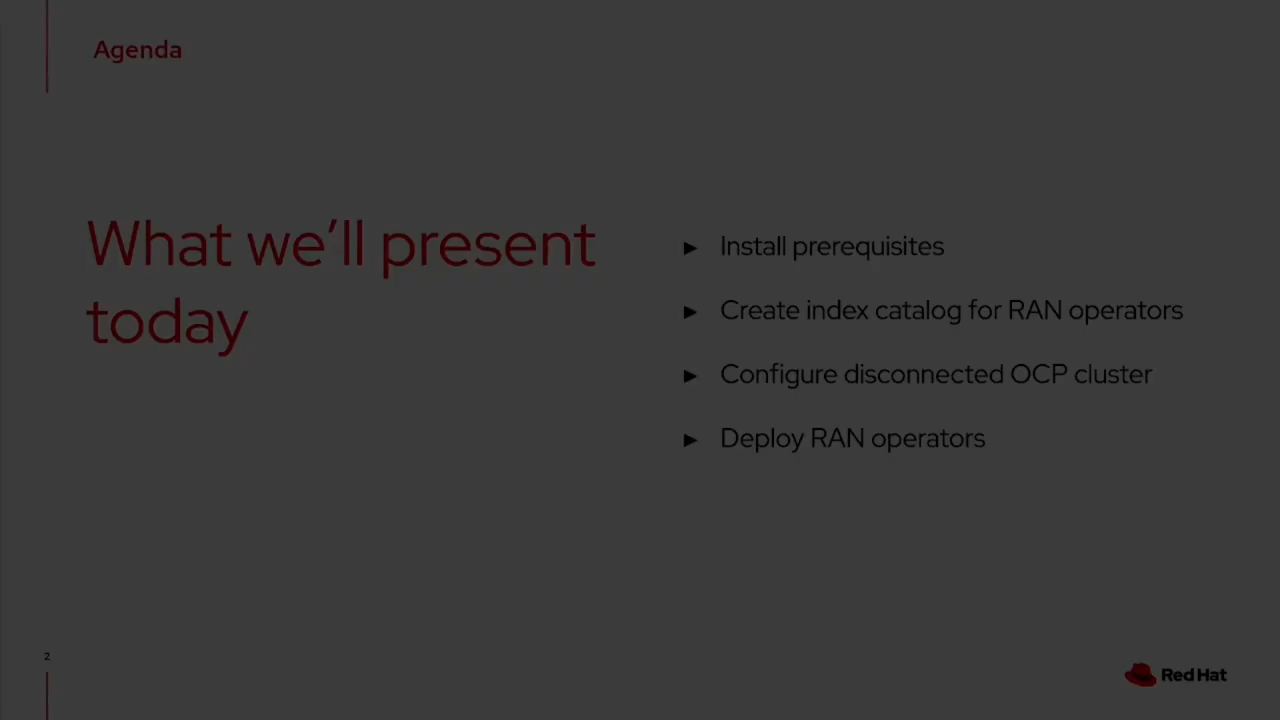 Agenda
What we’ll present
today
► Install prerequisites
► Create index catalog for RAN operators
► Configure disconnected OCP cluster
► Deploy RAN operators
2
Red Hat